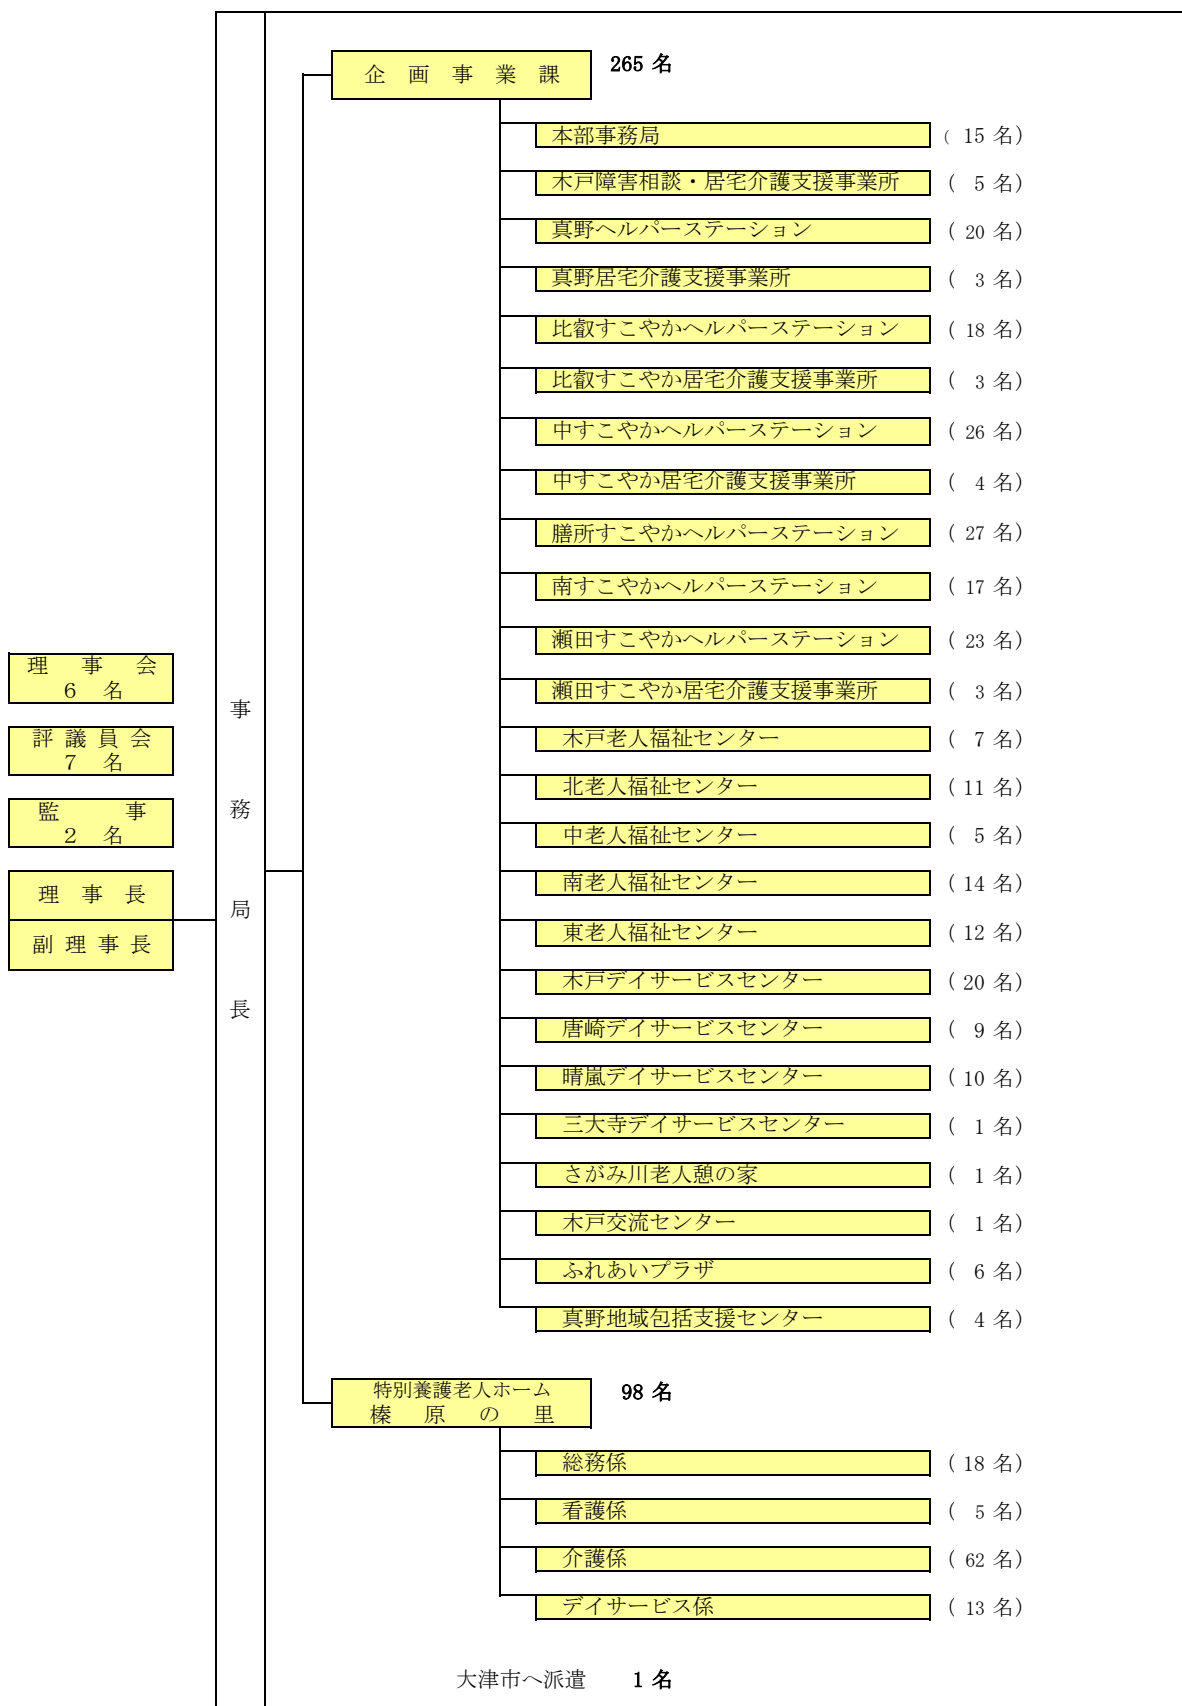 理 事 会
６ 名
評 議 員 会
７ 名
監 事
２ 名
理 事 長
副 理 事 長
事
務
局
長
企 画 事 業 課 265 名
本部事務局 ( 15 名)
木戸障害相談・居宅介護支援事業所 ( 5 名)
真野ヘルパーステーション ( 20 名)
真野居宅介護支援事業所 ( 3 名)
比叡すこやかヘルパーステーション ( 18 名)
比叡すこやか居宅介護支援事業所 ( 3 名)
中すこやかヘルパーステーション ( 26 名)
中すこやか居宅介護支援事業所 ( 4 名)
膳所すこやかヘルパーステーション ( 27 名)
南すこやかヘルパーステーション ( 17 名)
瀬田すこやかヘルパーステーション ( 23 名)
瀬田すこやか居宅介護支援事業所 ( 3 名)
木戸老人福祉センター ( 7 名)
北老人福祉センター ( 11 名)
中老人福祉センター ( 5 名)
南老人福祉センター ( 14 名)
東老人福祉センター ( 12 名)
木戸デイサービスセンター ( 20 名)
唐崎デイサービスセンター ( 9 名)
晴嵐デイサービスセンター ( 10 名)
三大寺デイサービスセンター ( 1 名)
さがみ川老人憩の家 ( 1 名)
木戸交流センター ( 1 名)
ふれあいプラザ ( 6 名)
真野地域包括支援センター ( 4 名)
特別養護老人ホーム 98 名
榛 原 の 里
総務係 ( 18 名)
看護係 ( 5 名)
介護係 ( 62 名)
デイサービス係 ( 13 名)
大津市へ派遣 1 名